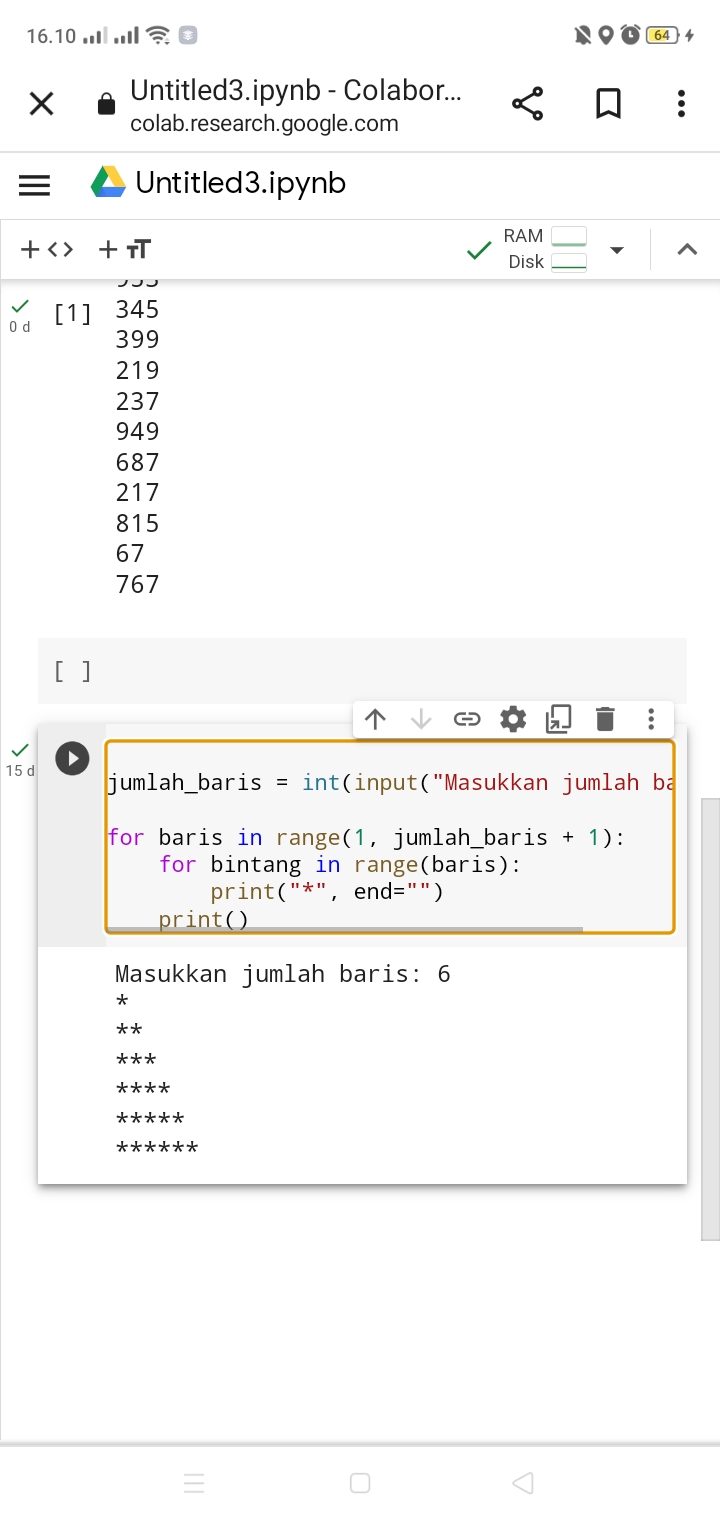 16.10
64
Untitled3.ipynb - Colabor...
colab.research.google.com
Untitled3.ipynb
+ <> + TT
RAM
Disk
[1]
0 d
345
399
219
237
949
687
217
815
67
767
[ ]
15 d
jumlah_baris = int(input("Masukkan jumlah ba
for baris in range(1, jumlah_baris + 1):
    for bintang in range(baris):
        print("*", end="")
    print()
Masukkan jumlah baris: 6
*
**
***
****
*****
******